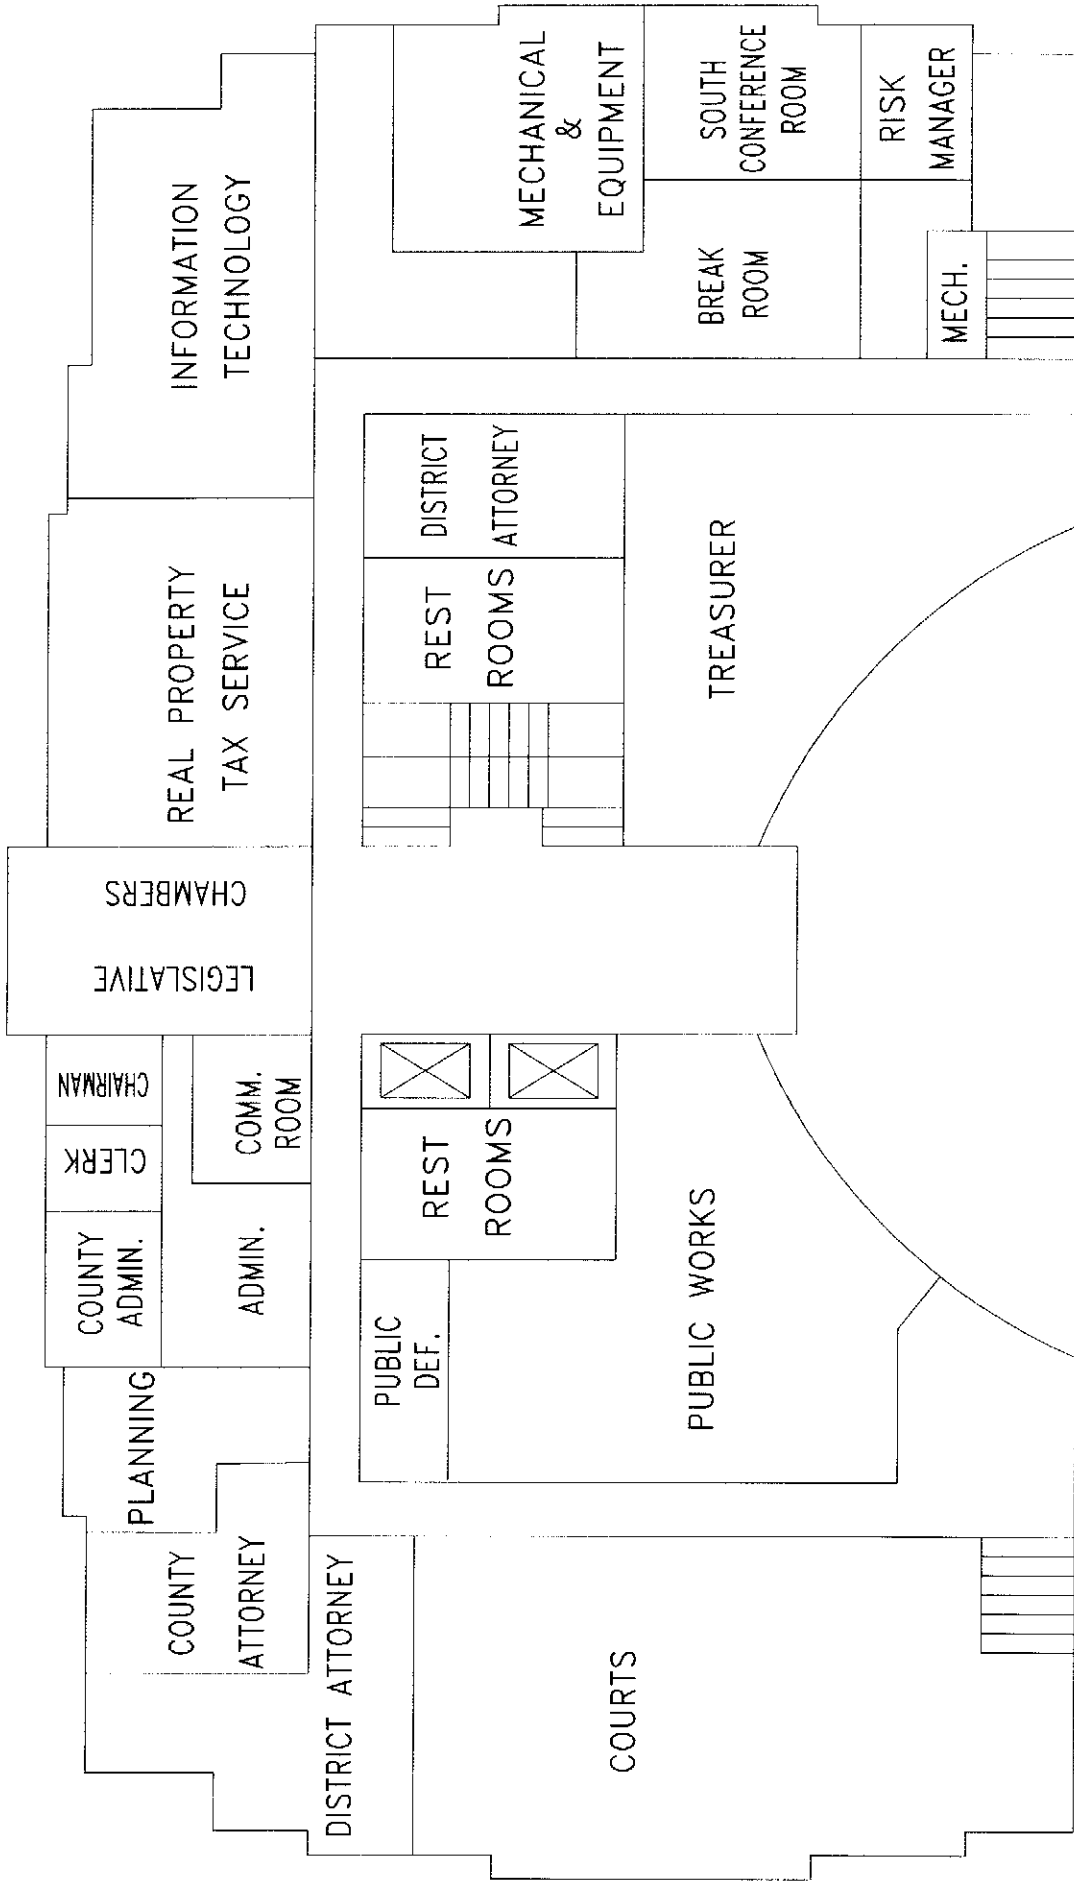 COUNTY
ATTORNEY
PLANNING
COUNTY
ADMIN.
CLERK
CHAIRMAN
ADMIN.
COMM.
ROOM
LEGISLATIVE
CHAMBERS
REAL PROPERTY
TAX SERVICE
INFORMATION
TECHNOLOGY
DISTRICT ATTORNEY
COURTS
PUBLIC
DEF.
REST
ROOMS
PUBLIC WORKS
REST
ROOMS
DISTRICT
ATTORNEY
TREASURER
MECHANICAL
&
EQUIPMENT
BREAK
ROOM
SOUTH
CONFERENCE
ROOM
RISK
MANAGER
MECH.